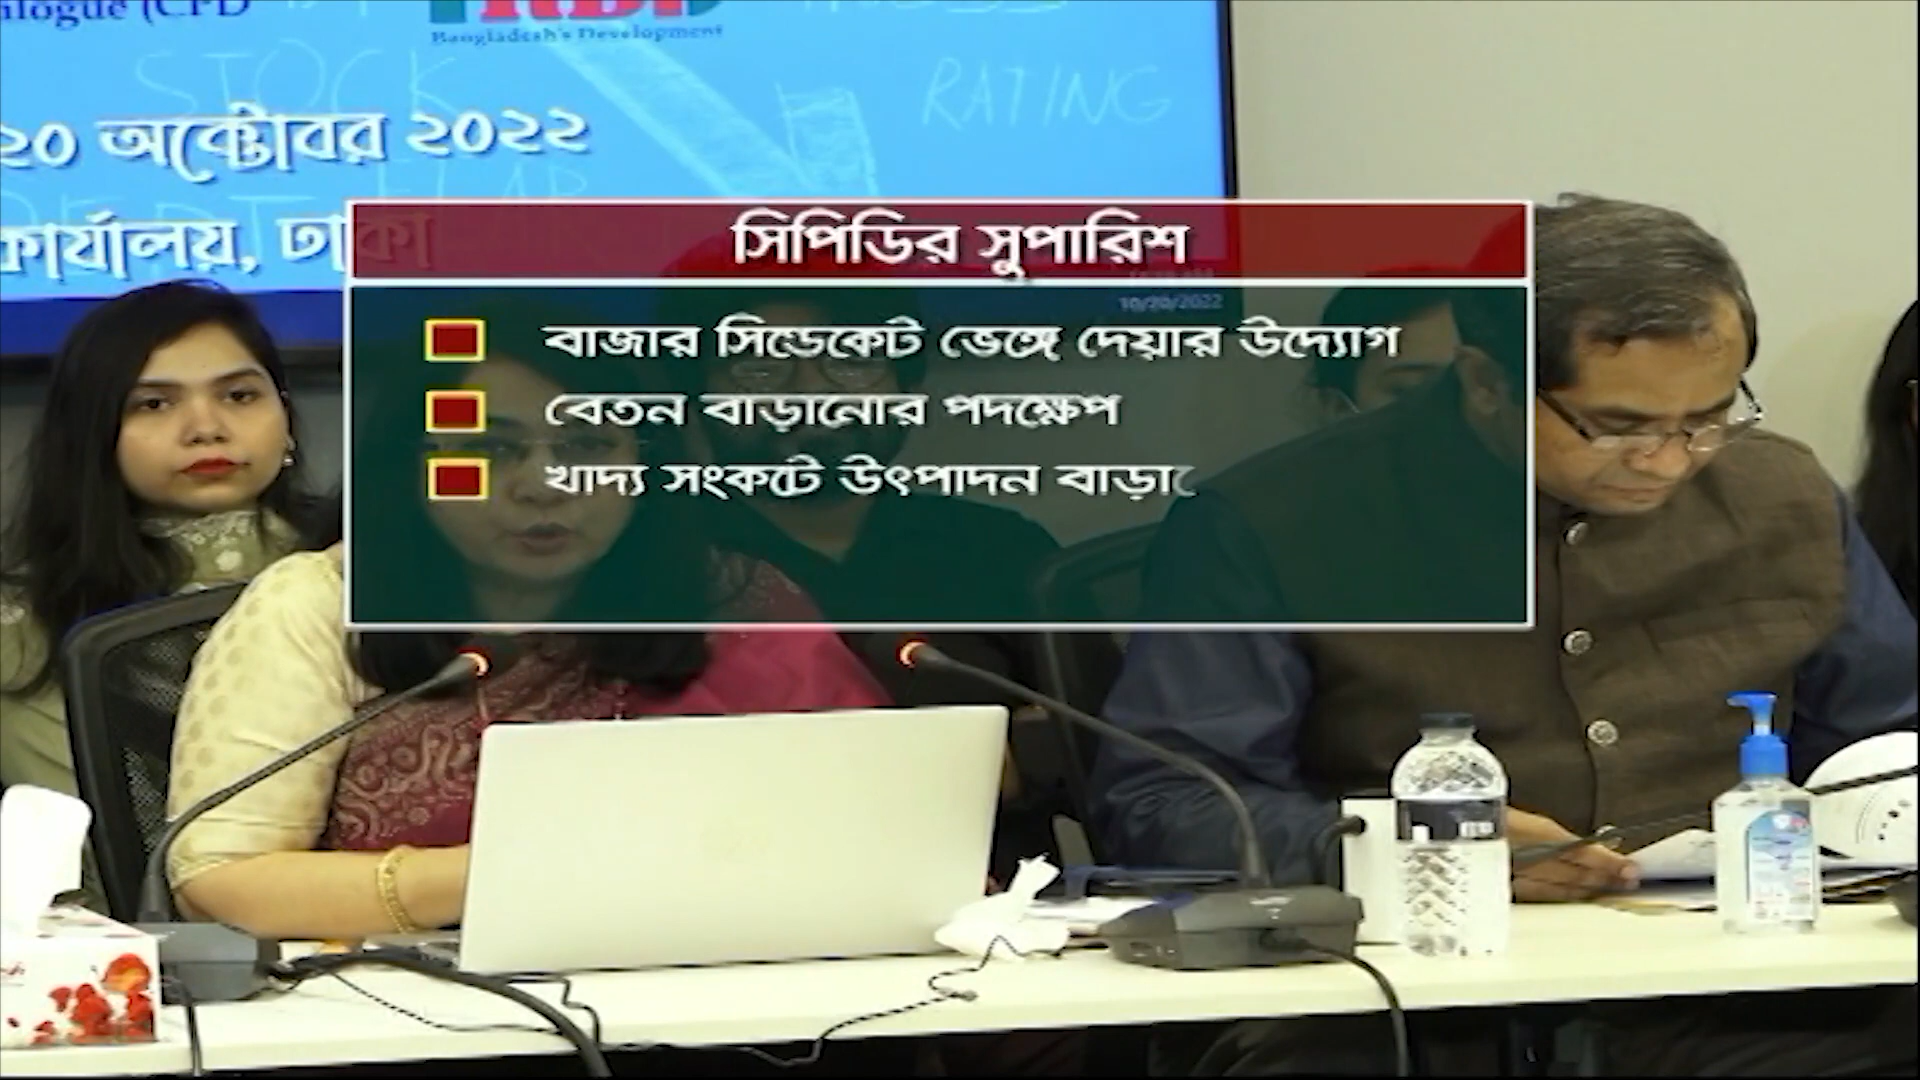 alogue (CPD
Bangladesh's Development
STOCK
RATING
২০ অক্টোবর ২০২২
কার্যালয়, ঢাকা
সিপিডির সুপারিশ
10/20/2022
বাজার সিন্ডেকেট ভেঙ্গে দেয়ার উদ্যোগ
বেতন বাড়ানোর পদক্ষেপ
খাদ্য সংকটে উৎপাদন বাড়া